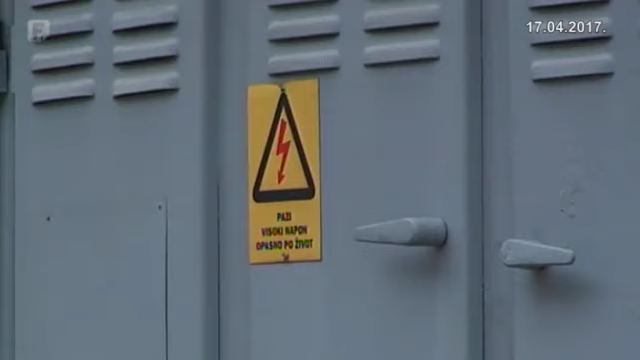 17.04.2017.
PAZI
VISOKI NAPON
OPASNO PO ŽIVOT